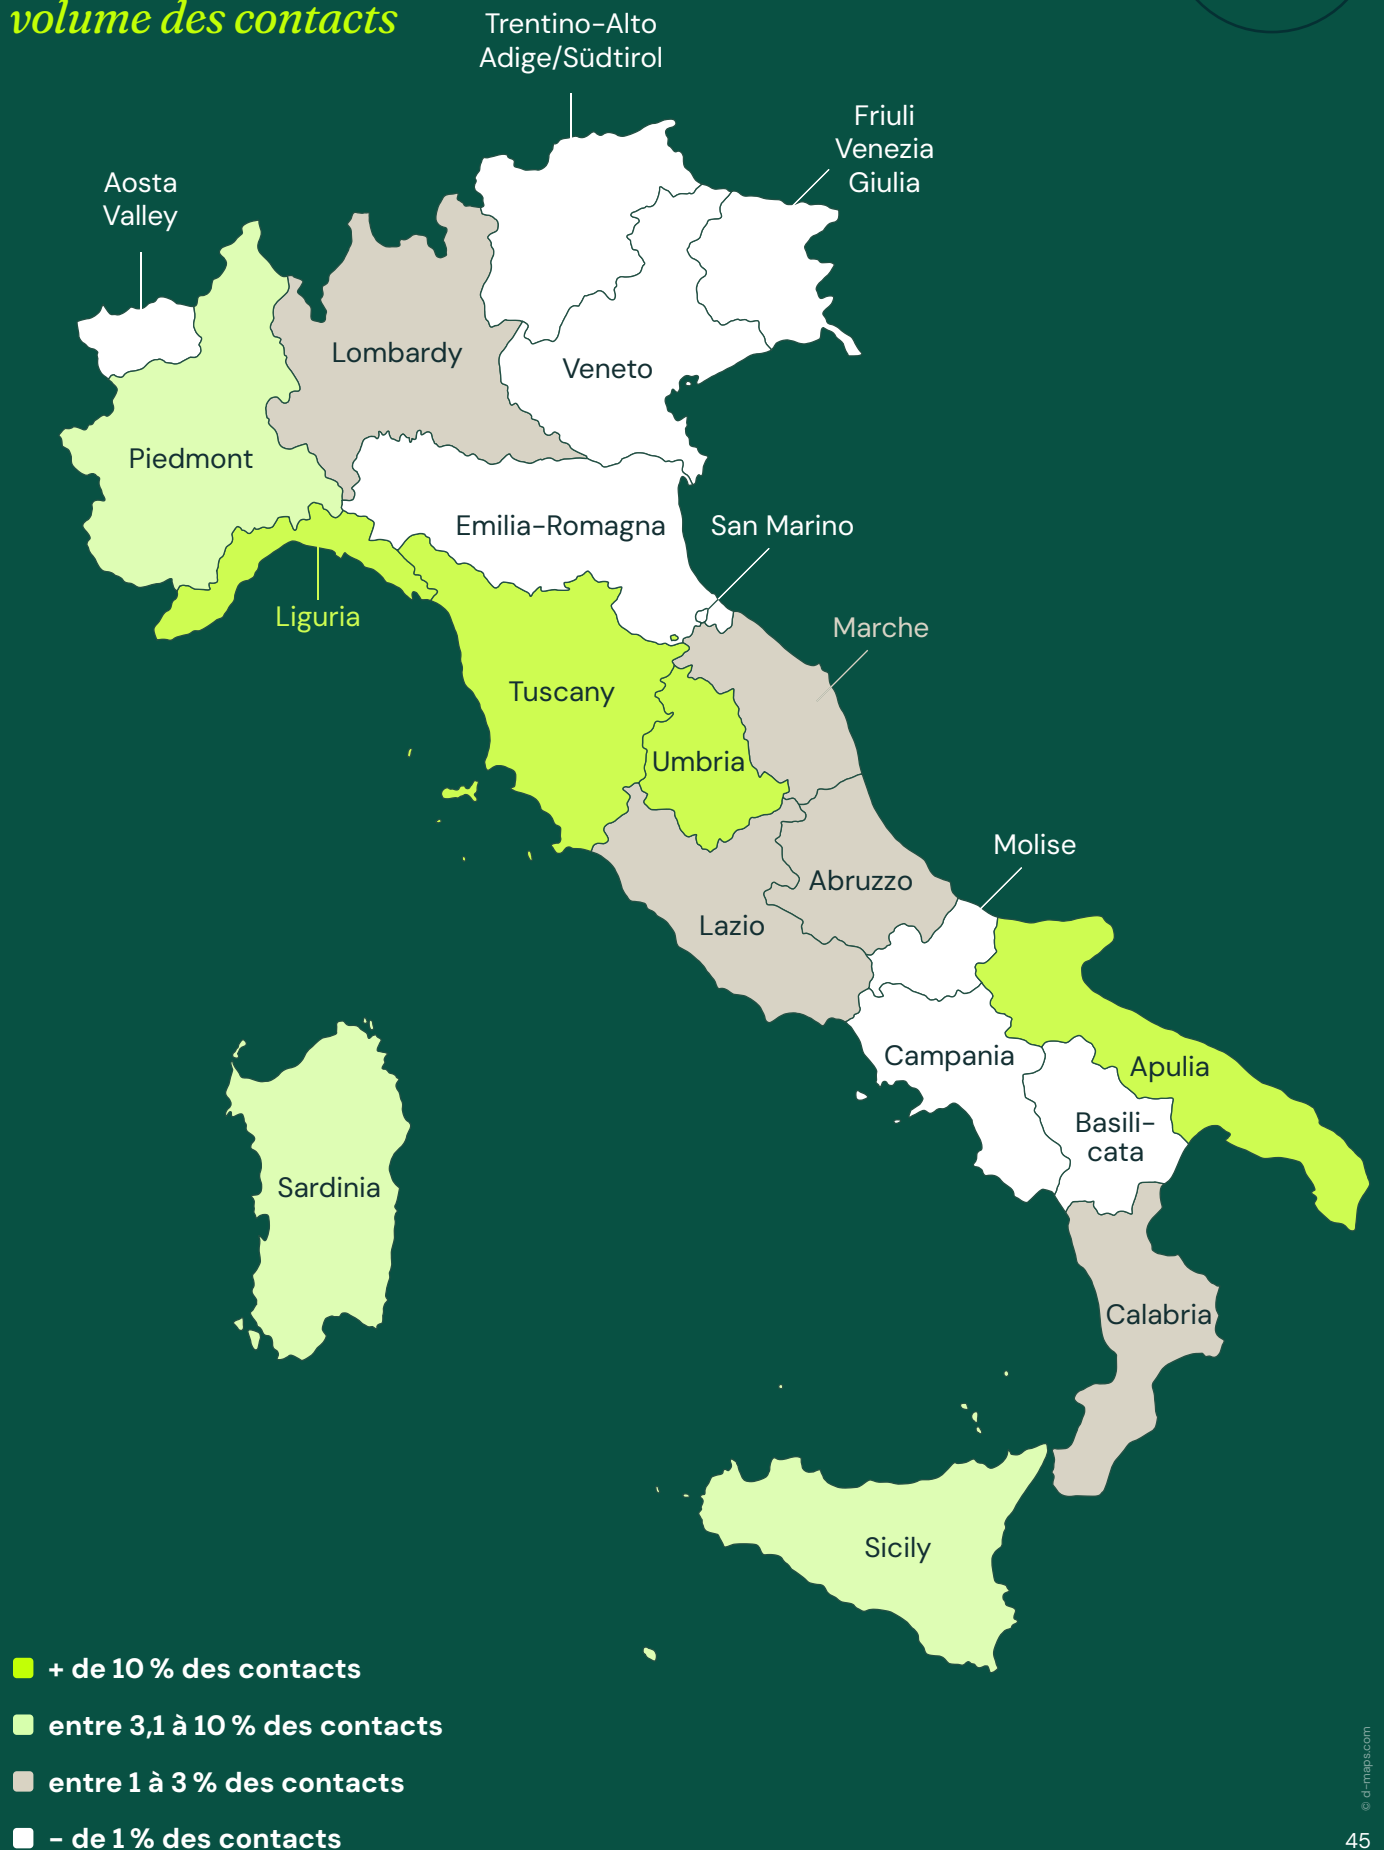 volume des contacts
Trentino-Alto
Adige/Südtirol
Friuli
Venezia
Giulia
Aosta
Valley
Lombardy
Veneto
Piedmont
Emilia-Romagna
San Marino
Liguria
Marche
Tuscany
Umbria
Molise
Abruzzo
Lazio
Campania
Apulia
Basili-
cata
Sardinia
Calabria
Sicily
+ de 10 % des contacts
entre 3,1 à 10 % des contacts
entre 1 à 3 % des contacts
- de 1 % des contacts
© d-maps.com
45